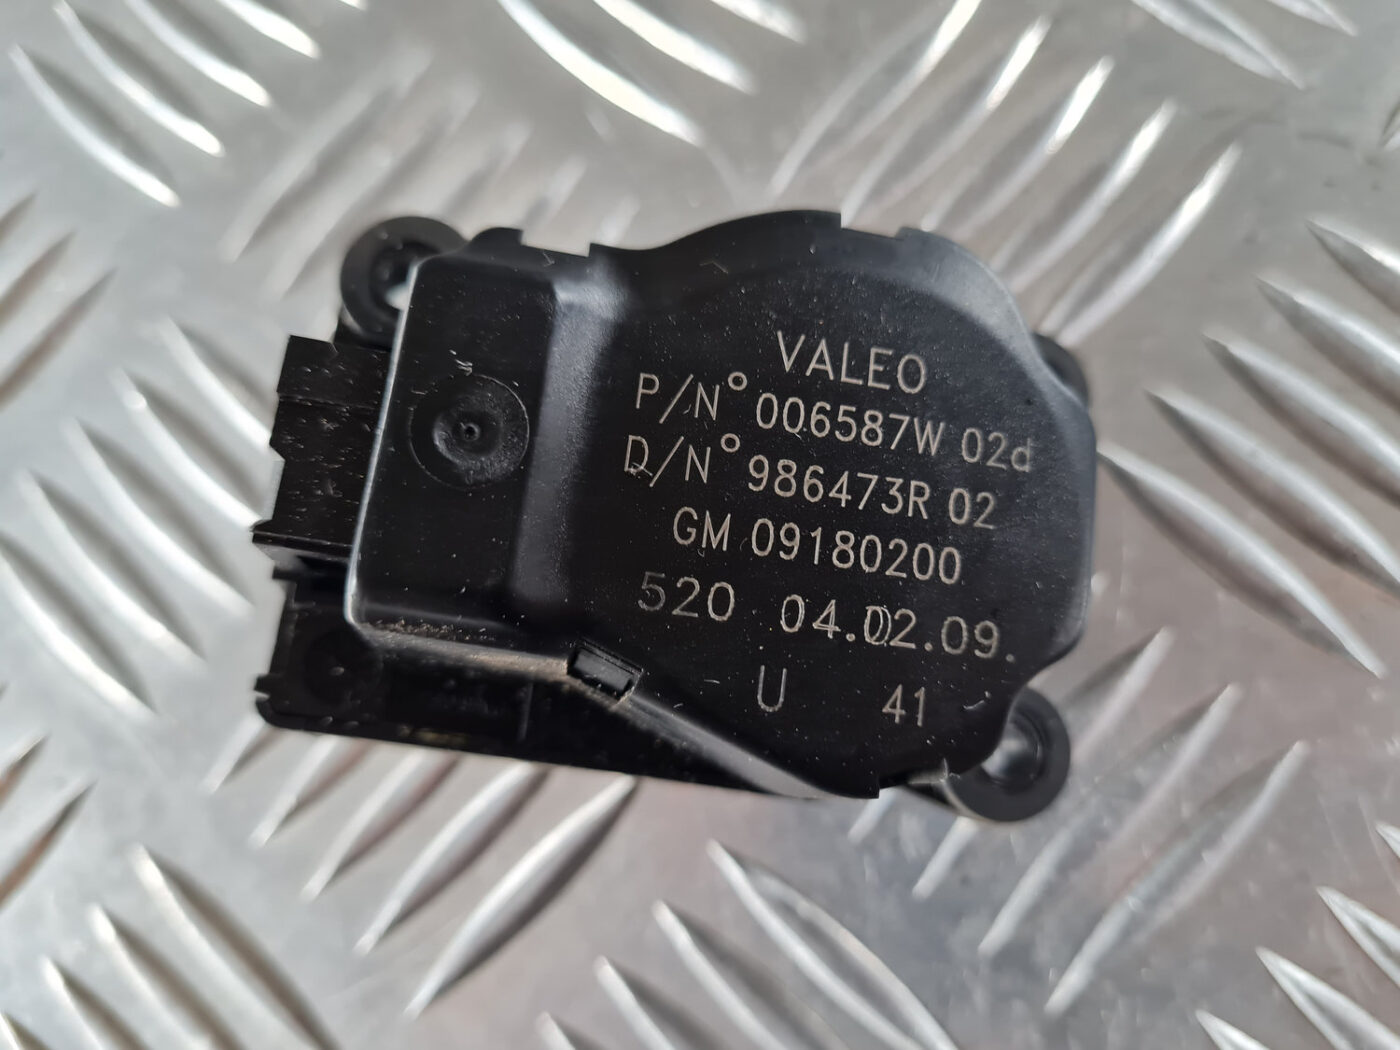 VALEO
P/N° 006587W 02d
D/N° 986473R 02
GM 09180200
520 04.02.09.
U 41